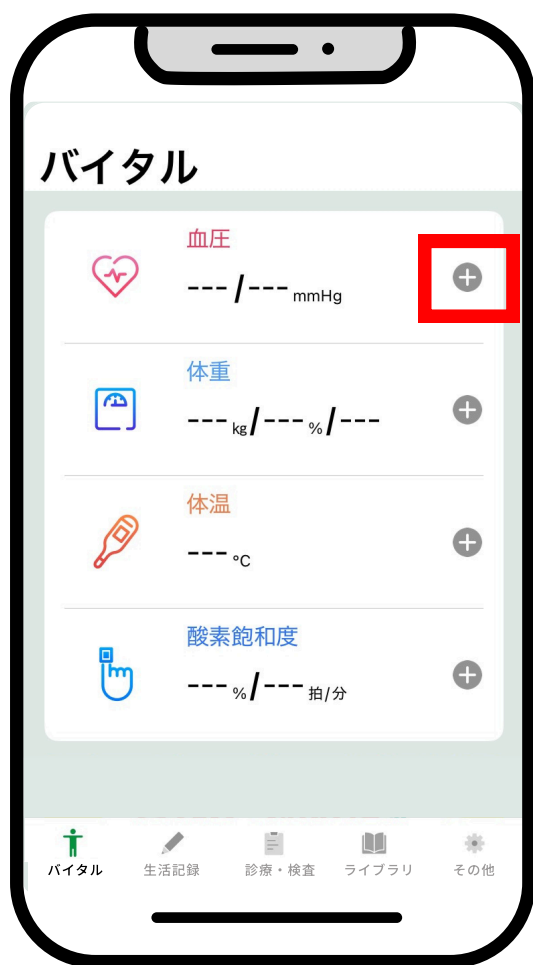 バイタル
血圧
---/---mmHg
体重
---kg/---%/---
体温
---°C
酸素飽和度
---%/---拍/分
バイタル 生活記録 診療・検査 ライブラリ その他